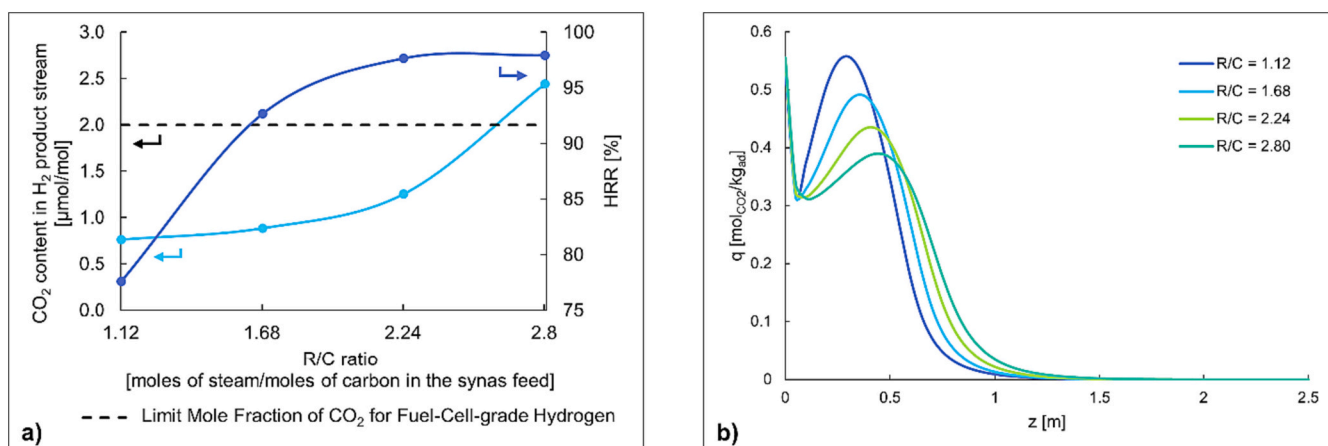 CO2 content in H2 product stream
[µmol/mol]
3.0
2.5
2.0
1.5
1.0
0.5
0.0
100
95
90
85
80
75
HRR [%]
1.12
1.68
2.24
2.8
R/C ratio
[moles of steam/moles of carbon in the synas feed]
Limit Mole Fraction of CO2 for Fuel-Cell-grade Hydrogen
a)
q [molCO2/kgad]
0.6
0.5
0.4
0.3
0.2
0.1
0
R/C = 1.12
R/C = 1.68
R/C = 2.24
R/C = 2.80
0
0.5
1
1.5
2
2.5
z [m]
b)